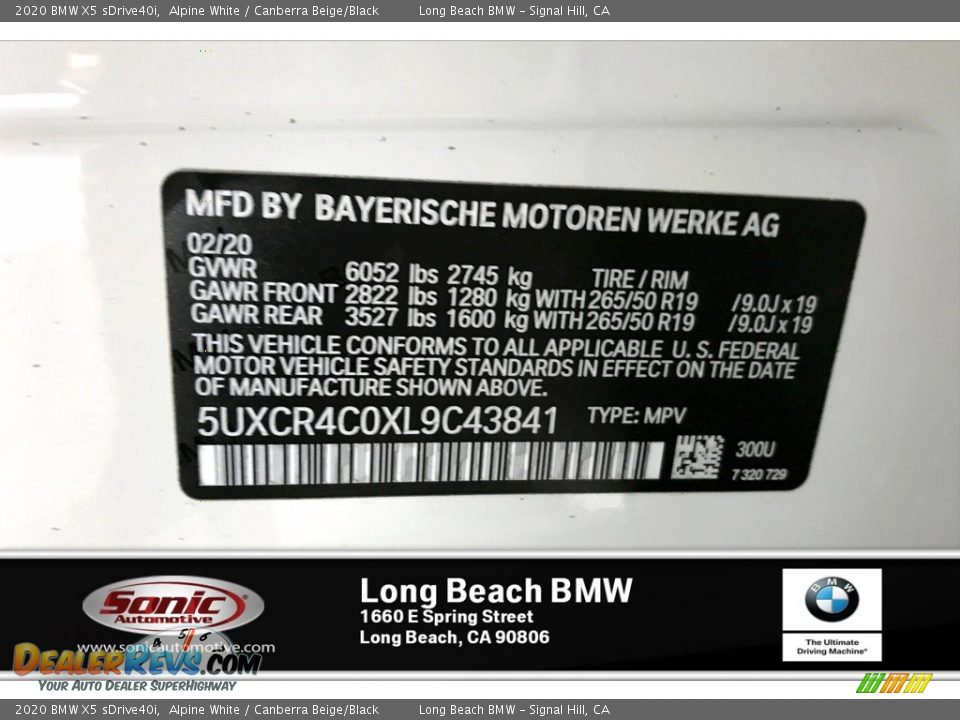 2020 BMW X5 sDrive40i,  Alpine White / Canberra Beige/Black    Long Beach BMW - Signal Hill, CA
MFD BY BAYERISCHE MOTOREN WERKE AG
02/20
GVWR 6052 lbs 2745 kg TIRE / RIM
GAWR FRONT 2822 lbs 1280 kg WITH 265/50 R19 /9.0J x 19
GAWR REAR 3527 lbs 1600 kg WITH 265/50 R19 /9.0J x 19
THIS VEHICLE CONFORMS TO ALL APPLICABLE U. S. FEDERAL
MOTOR VEHICLE SAFETY STANDARDS IN EFFECT ON THE DATE
OF MANUFACTURE SHOWN ABOVE.
5UXCR4C0XL9C43841 TYPE: MPV
300U
7 320 729
Sonic
Automotive
www.sonicautomotive.com
Long Beach BMW
1660 E Spring Street
Long Beach, CA 90806
BMW
The Ultimate
Driving Machine®
4 5 6
DealerRevs.com
Your Auto Dealer SuperHighway
2020 BMW X5 sDrive40i,  Alpine White / Canberra Beige/Black    Long Beach BMW - Signal Hill, CA